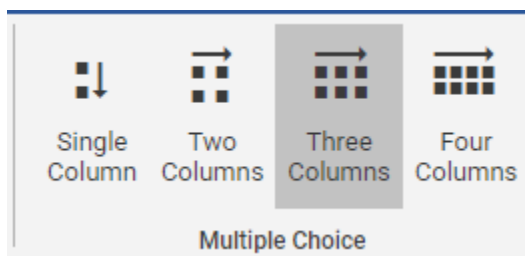 Single
Column
Two
Columns
Three
Columns
Four
Columns
Multiple Choice